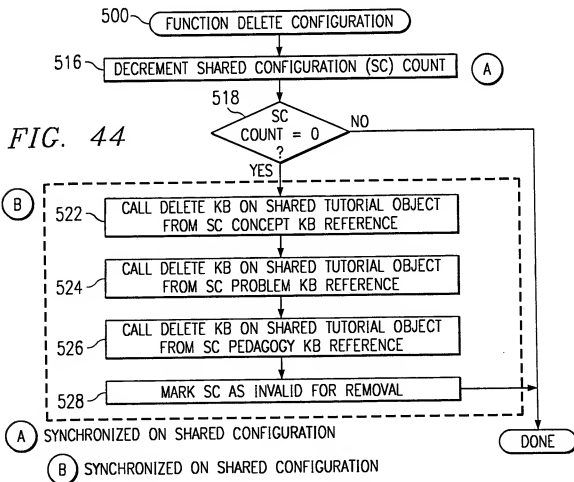 500
FUNCTION DELETE CONFIGURATION
516
DECREMENT SHARED CONFIGURATION (SC) COUNT
A
518
SC
COUNT = 0
?
NO
YES
FIG. 44
B
522
CALL DELETE KB ON SHARED TUTORIAL OBJECT
FROM SC CONCEPT KB REFERENCE
524
CALL DELETE KB ON SHARED TUTORIAL OBJECT
FROM SC PROBLEM KB REFERENCE
526
CALL DELETE KB ON SHARED TUTORIAL OBJECT
FROM SC PEDAGOGY KB REFERENCE
528
MARK SC AS INVALID FOR REMOVAL
A SYNCHRONIZED ON SHARED CONFIGURATION
DONE
B SYNCHRONIZED ON SHARED CONFIGURATION